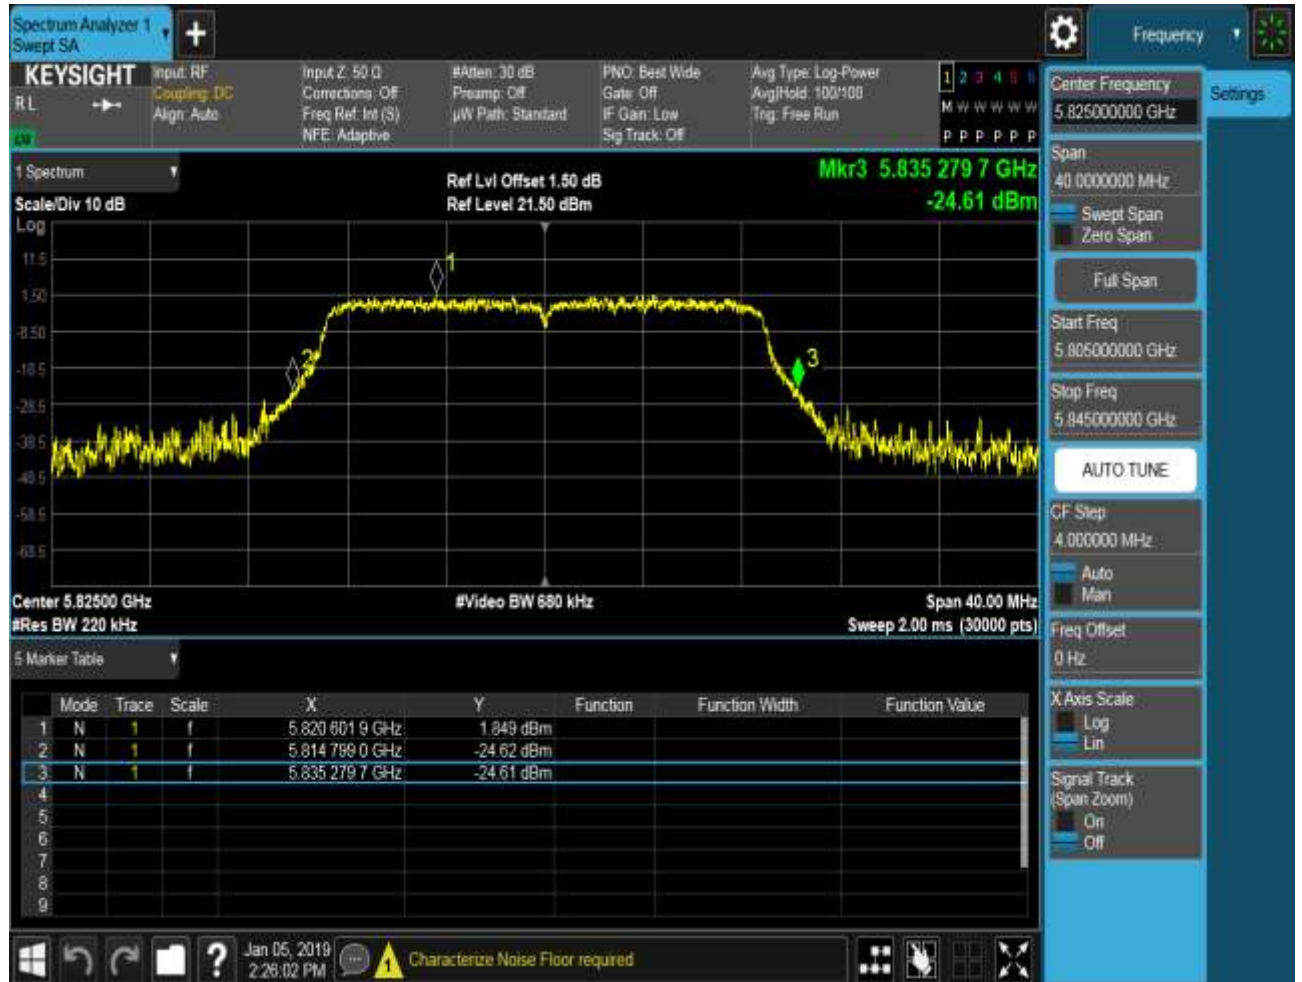 Spectrum Analyzer 1
Swept SA
+
Frequency
KEYSIGHT
Input: RF
Coupling: DC
Align: Auto
Input Z: 50 Ω
Corrections: Off
Freq Ref: Int (S)
NFE: Adaptive
#Atten: 30 dB
Preamp: Off
µW Path: Standard
PNO: Best Wide
Gate: Off
IF Gain: Low
Sig Track: Off
Avg Type: Log-Power
Avg|Hold: 100/100
Trig: Free Run
1 2 3 4 5 6
M W W W W W
P P P P P P
R L
1 Spectrum
Scale/Div 10 dB
Log
Ref Lvl Offset 1.50 dB
Ref Level 21.50 dBm
Mkr3 5.835 279 7 GHz
-24.61 dBm
11.5
1.50
-8.50
-18.5
-28.5
-38.5
-48.5
-58.5
-68.5
1
2
3
Center 5.82500 GHz
#Res BW 220 kHz
#Video BW 680 kHz
Span 40.00 MHz
Sweep 2.00 ms (30000 pts)
5 Marker Table
Mode Trace Scale X Y Function Function Width Function Value
1 N 1 f 5.820 601 9 GHz 1.849 dBm
2 N 1 f 5.814 799 0 GHz -24.62 dBm
3 N 1 f 5.835 279 7 GHz -24.61 dBm
4
5
6
7
8
9
Center Frequency
5.825000000 GHz
Settings
Span
40.0000000 MHz
Swept Span
Zero Span
Full Span
Start Freq
5.805000000 GHz
Stop Freq
5.845000000 GHz
AUTO TUNE
CF Step
4.000000 MHz
Auto
Man
Freq Offset
0 Hz
X Axis Scale
Log
Lin
Signal Track
(Span Zoom)
On
Off
?
Jan 05, 2019
2:26:02 PM
1
Characterize Noise Floor required